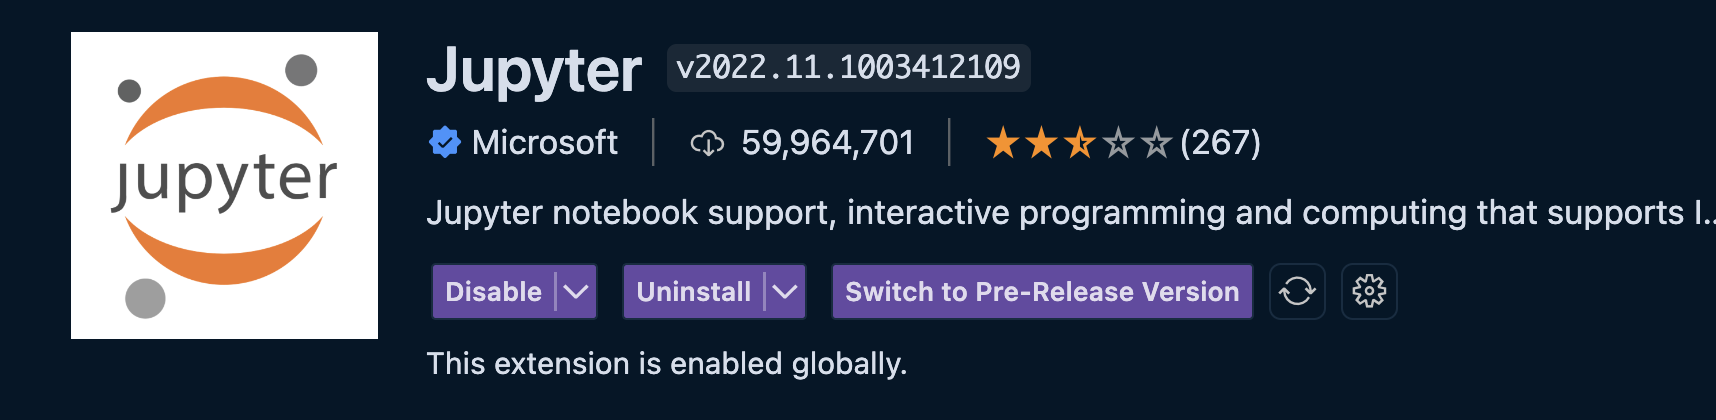 jupyter
Jupyter v2022.11.1003412109
Microsoft 59,964,701 (267)
Jupyter notebook support, interactive programming and computing that supports I...
Disable Uninstall Switch to Pre-Release Version
This extension is enabled globally.